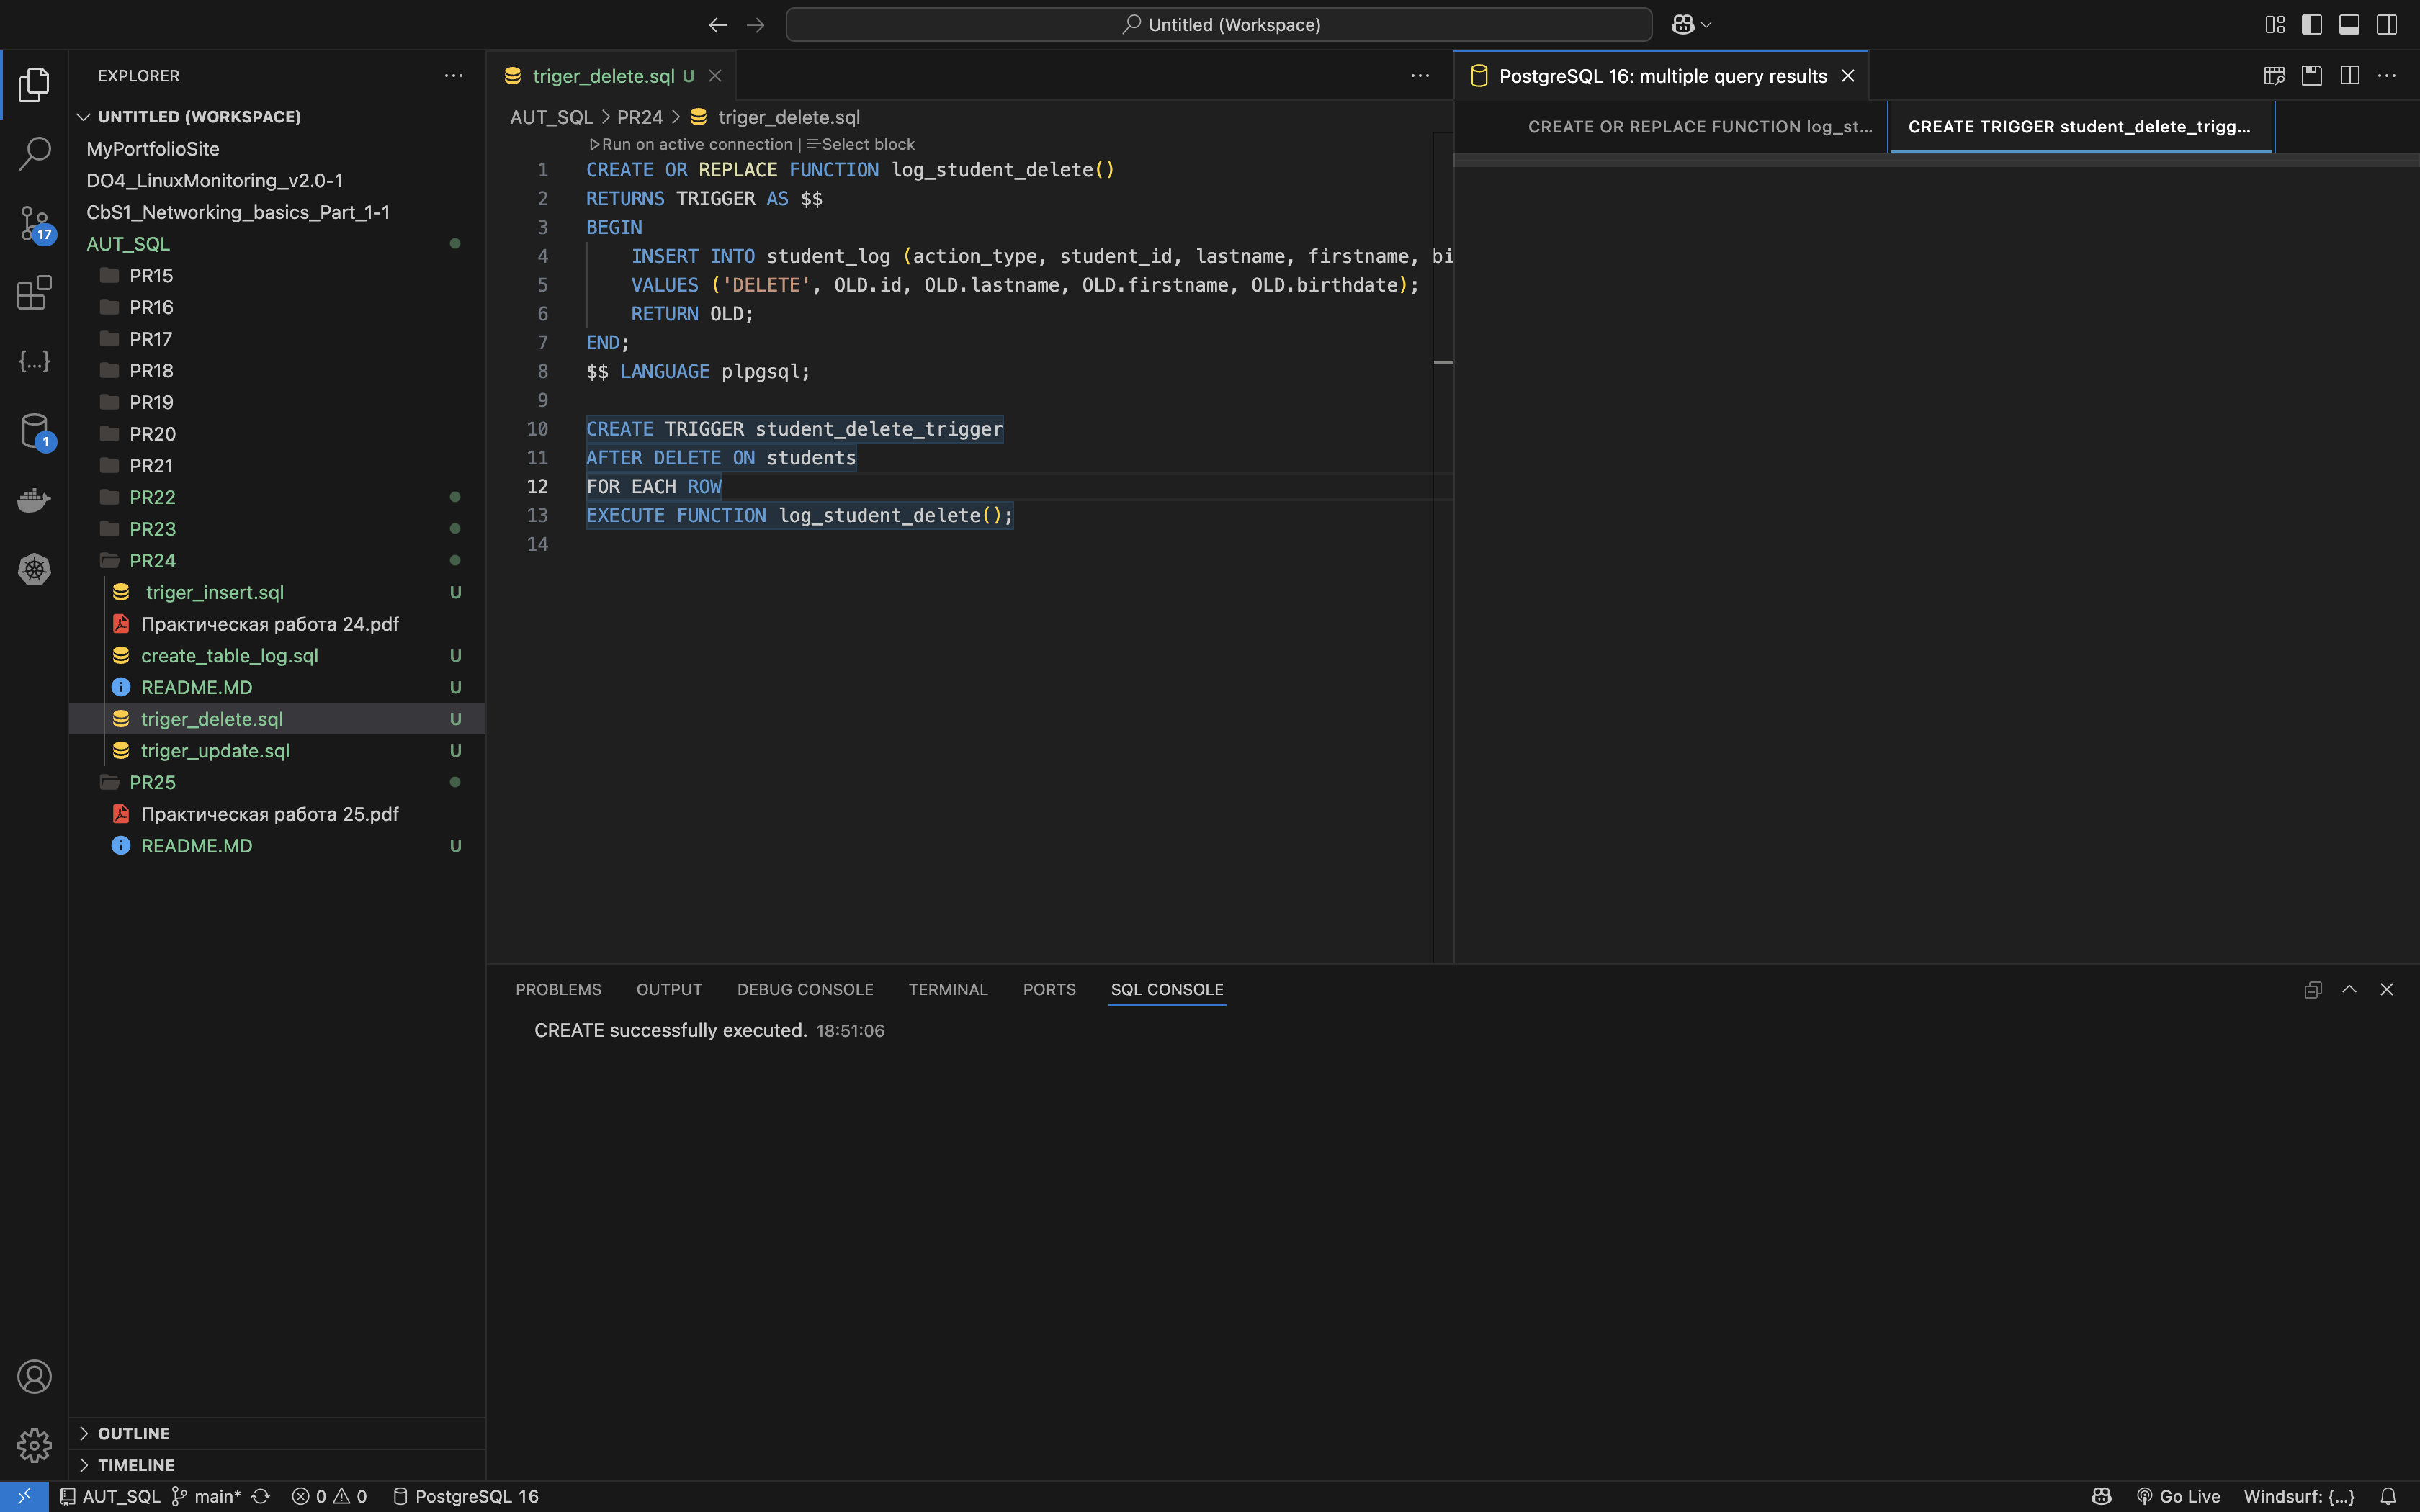 Untitled (Workspace)
EXPLORER
UNTITLED (WORKSPACE)
MyPortfolioSite
DO4_LinuxMonitoring_v2.0-1
CbS1_Networking_basics_Part_1-1
AUT_SQL
PR15
PR16
PR17
PR18
PR19
PR20
PR21
PR22
PR23
PR24
triger_insert.sql U
Практическая работа 24.pdf
create_table_log.sql U
README.MD U
triger_delete.sql U
triger_update.sql U
PR25
Практическая работа 25.pdf
README.MD U
OUTLINE
TIMELINE
17
1
triger_delete.sql U
AUT_SQL > PR24 > triger_delete.sql
Run on active connection | Select block
1 CREATE OR REPLACE FUNCTION log_student_delete()
2 RETURNS TRIGGER AS $$
3 BEGIN
4 INSERT INTO student_log (action_type, student_id, lastname, firstname, bi
5 VALUES ('DELETE', OLD.id, OLD.lastname, OLD.firstname, OLD.birthdate);
6 RETURN OLD;
7 END;
8 $$ LANGUAGE plpgsql;
9
10 CREATE TRIGGER student_delete_trigger
11 AFTER DELETE ON students
12 FOR EACH ROW
13 EXECUTE FUNCTION log_student_delete();
14
PostgreSQL 16: multiple query results
CREATE OR REPLACE FUNCTION log_st... CREATE TRIGGER student_delete_trigg...
PROBLEMS OUTPUT DEBUG CONSOLE TERMINAL PORTS SQL CONSOLE
CREATE successfully executed. 18:51:06
AUT_SQL main* 0 0 PostgreSQL 16 Go Live Windsurf: {...}